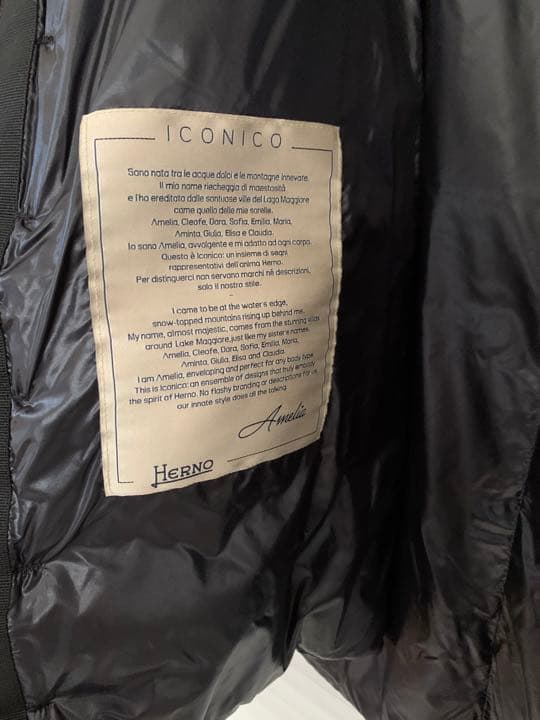 ICONICO
Sono nata tra le acque dolci e le montagne innevate.
Il mio nome riecheggia di maestosità
e l'ho ereditato dalle sontuose ville del Lago Maggiore
come quello delle mie sorelle.
Amelia, Cleofe, Dora, Sofia, Emilia, Maria,
Aminta, Giulia, Elisa e Claudia.
Io sono Amelia, avvolgente e mi adatto ad ogni corpo.
Questo è Iconico: un insieme di segni
rappresentativi dell'anima Herno.
Per distinguerci non servono marchi nè descrizioni,
solo il nostro stile.
-
I came to be at the water's edge,
snow-topped mountains rising up behind me.
My name, almost majestic, comes from the stunning villas
around Lake Maggiore, just like my sister's names.
Amelia, Cleofe, Dora, Sofia, Emilia, Maria,
Aminta, Giulia, Elisa and Claudia.
I am Amelia, enveloping and perfect for any body type.
This is Iconico: an ensemble of designs that truly embody
the spirit of Herno. No flashy branding or descriptions for us
our innate style does all the talking.
Amelia
HERNO